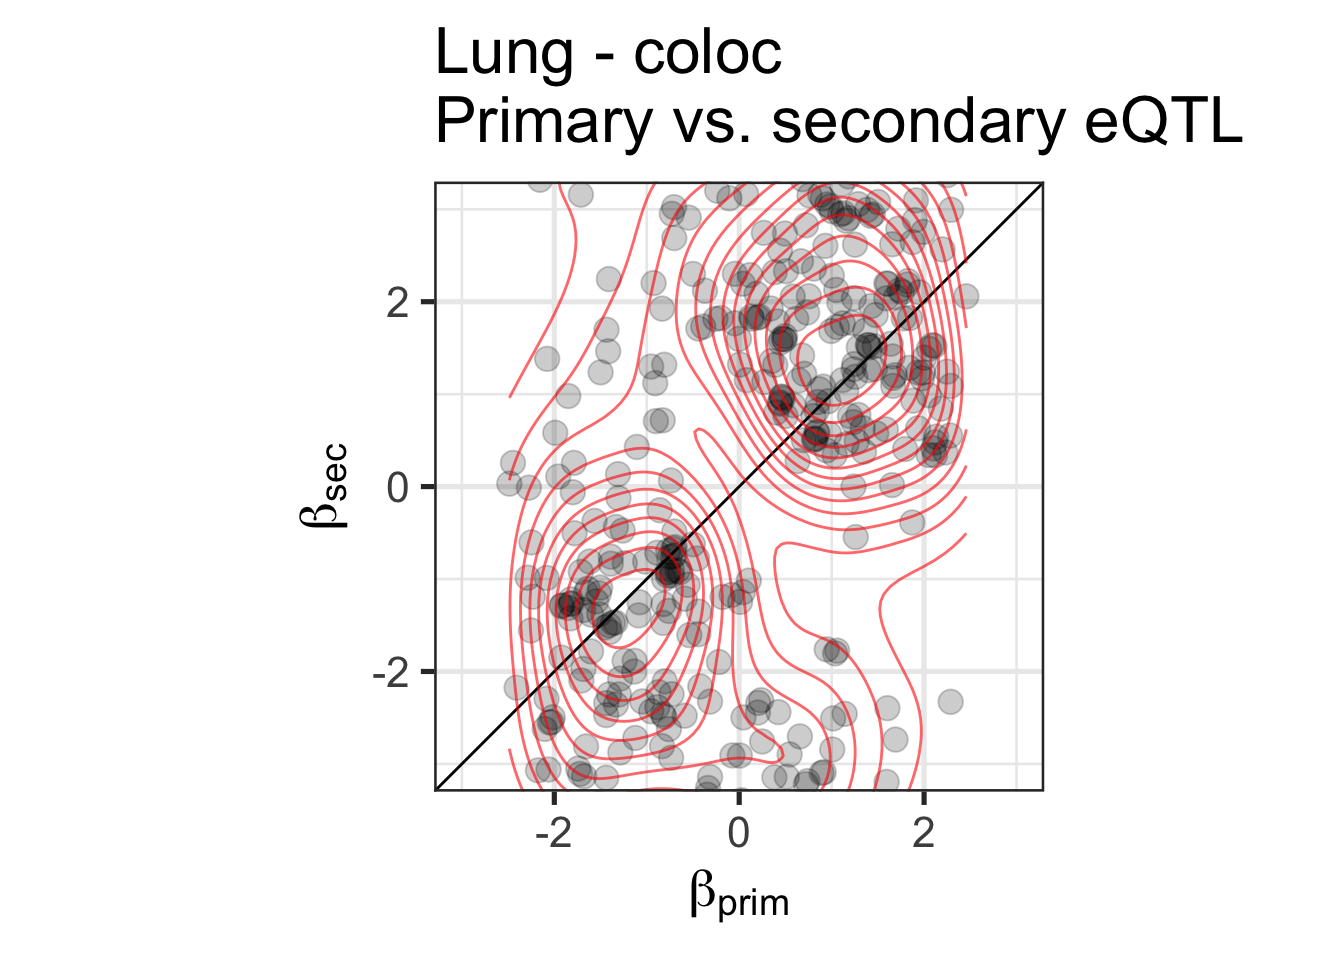 Lung - coloc
Primary vs. secondary eQTL
βsec
2
0
-2
-2 0 2
βprim